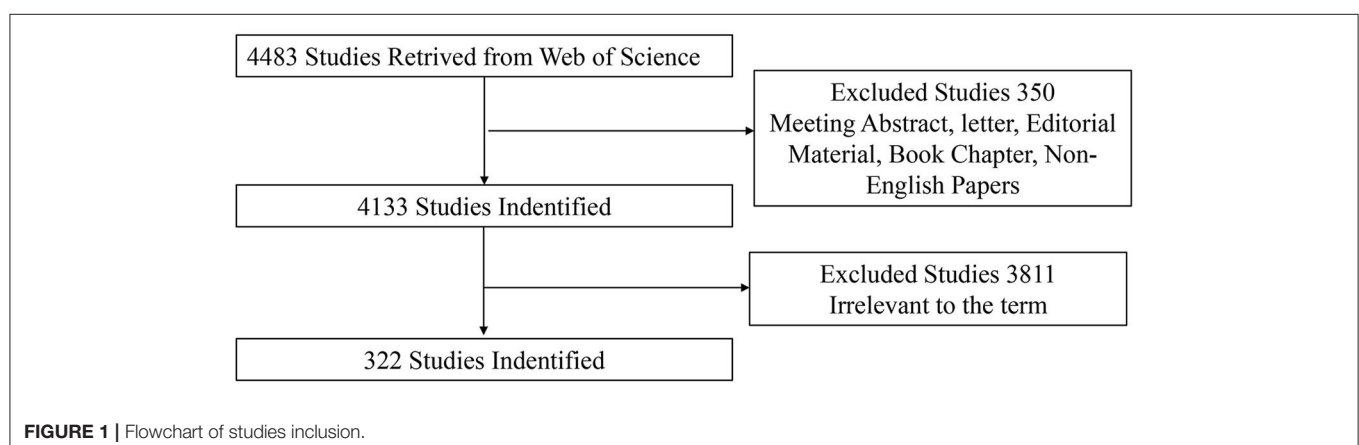 4483 Studies Retrived from Web of Science
Excluded Studies 350
Meeting Abstract, letter, Editorial
Material, Book Chapter, Non-
English Papers
4133 Studies Indentified
Excluded Studies 3811
Irrelevant to the term
322 Studies Indentified
FIGURE 1 | Flowchart of studies inclusion.